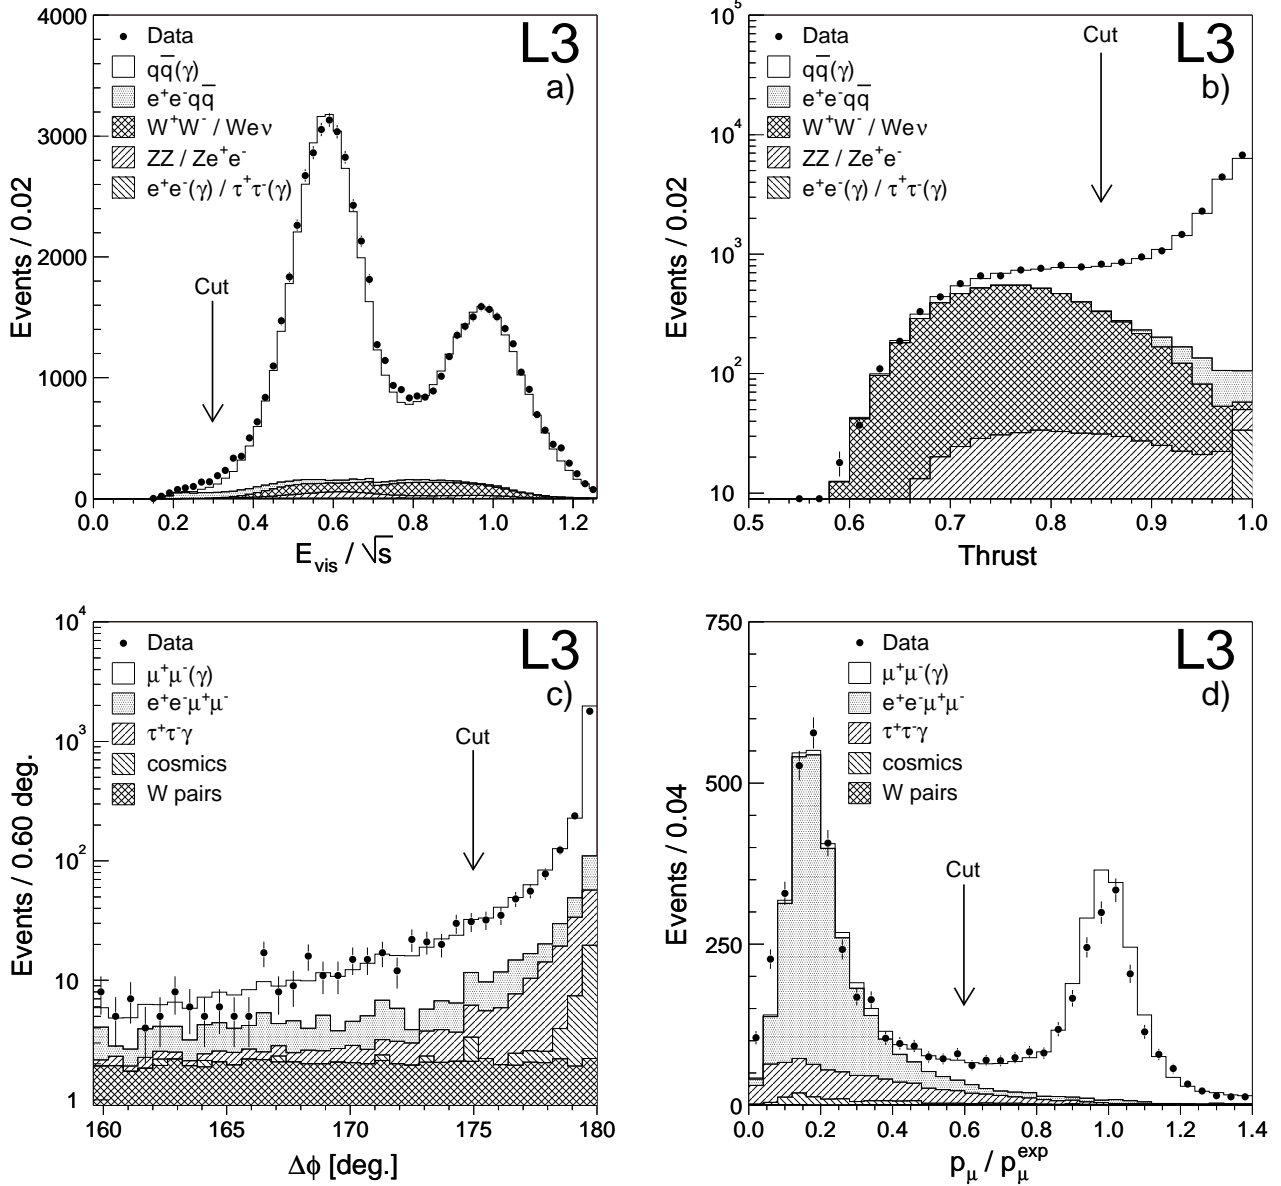 L3
a)
Data
qq̄(γ)
e⁺e⁻qq̄
W⁺W⁻ / Weν
ZZ / Ze⁺e⁻
e⁺e⁻(γ) / τ⁺τ⁻(γ)
Cut
Events / 0.02
4000
3000
2000
1000
0
0.0 0.2 0.4 0.6 0.8 1.0 1.2
E_vis / √s
L3
b)
Data
qq̄(γ)
e⁺e⁻qq̄
W⁺W⁻ / Weν
ZZ / Ze⁺e⁻
e⁺e⁻(γ) / τ⁺τ⁻(γ)
Cut
Events / 0.02
10⁵
10⁴
10³
10²
10
0.5 0.6 0.7 0.8 0.9 1.0
Thrust
L3
c)
Data
μ⁺μ⁻(γ)
e⁺e⁻μ⁺μ⁻
τ⁺τ⁻γ
cosmics
W pairs
Cut
Events / 0.60 deg.
10⁴
10³
10²
10
1
160 165 170 175 180
Δϕ [deg.]
L3
d)
Data
μ⁺μ⁻(γ)
e⁺e⁻μ⁺μ⁻
τ⁺τ⁻γ
cosmics
W pairs
Cut
Events / 0.04
750
500
250
0
0.0 0.2 0.4 0.6 0.8 1.0 1.2 1.4
p_μ / p_μ^exp